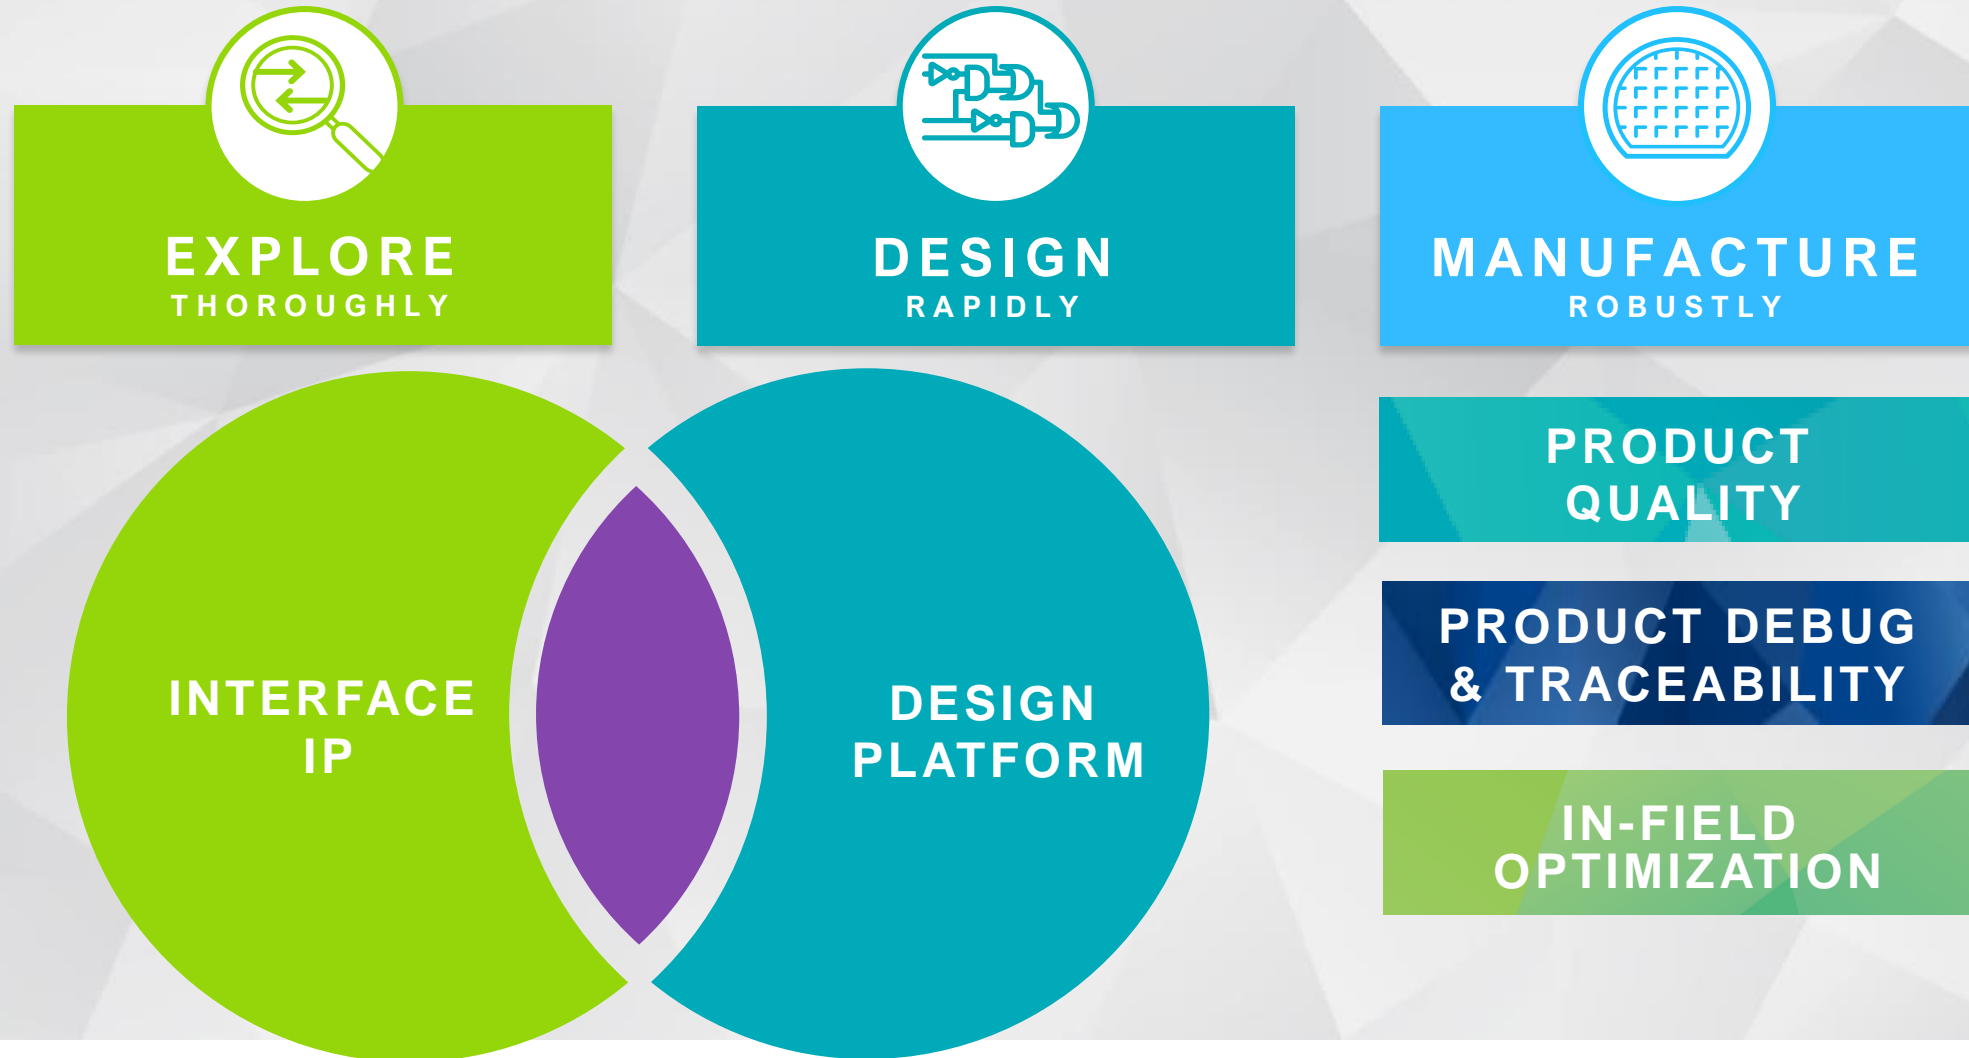 EXPLORE
THOROUGHLY
DESIGN
RAPIDLY
MANUFACTURE
ROBUSTLY
INTERFACE
IP
DESIGN
PLATFORM
PRODUCT
QUALITY
PRODUCT DEBUG
& TRACEABILITY
IN-FIELD
OPTIMIZATION